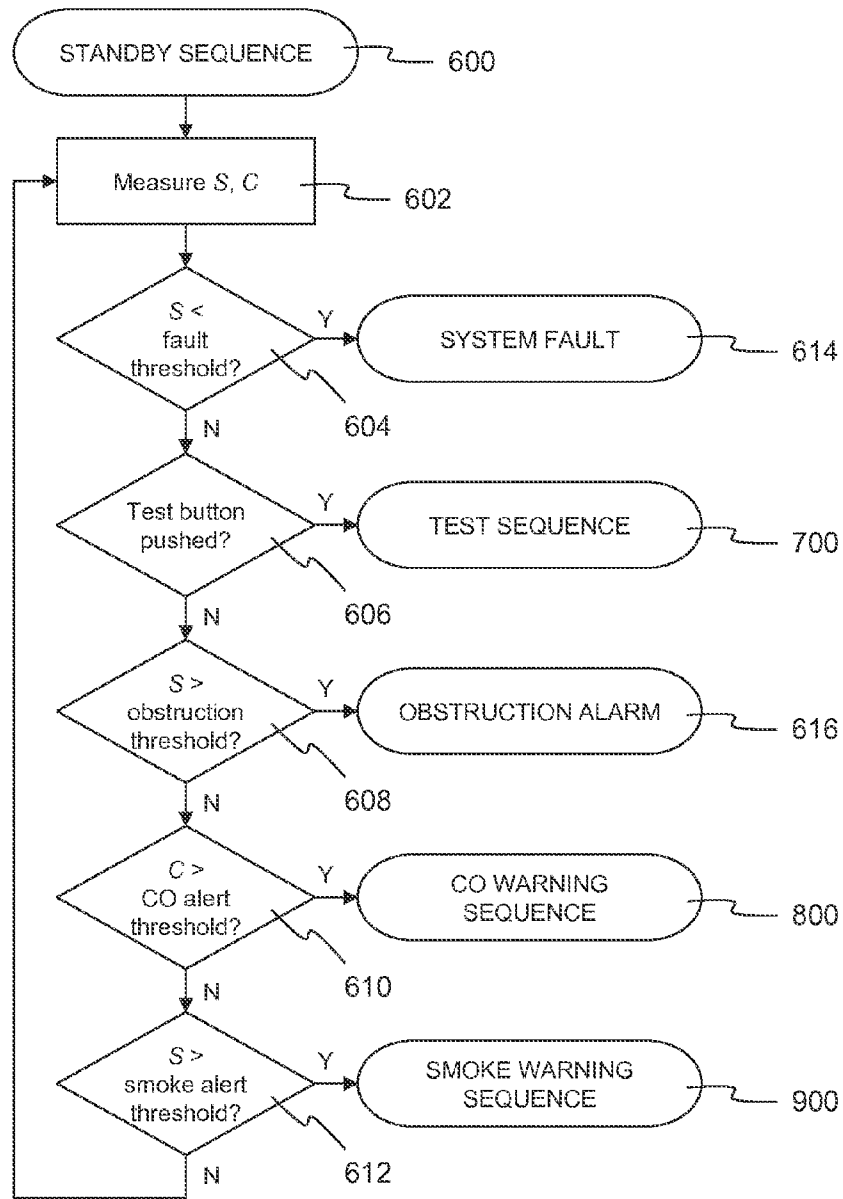 STANDBY SEQUENCE
600
Measure S, C
602
S <
fault
threshold?
Y
SYSTEM FAULT
614
604
N
Test button
pushed?
Y
TEST SEQUENCE
700
606
N
S >
obstruction
threshold?
Y
OBSTRUCTION ALARM
616
608
N
C >
CO alert
threshold?
Y
CO WARNING
SEQUENCE
800
610
N
S >
smoke alert
threshold?
Y
SMOKE WARNING
SEQUENCE
900
612
N